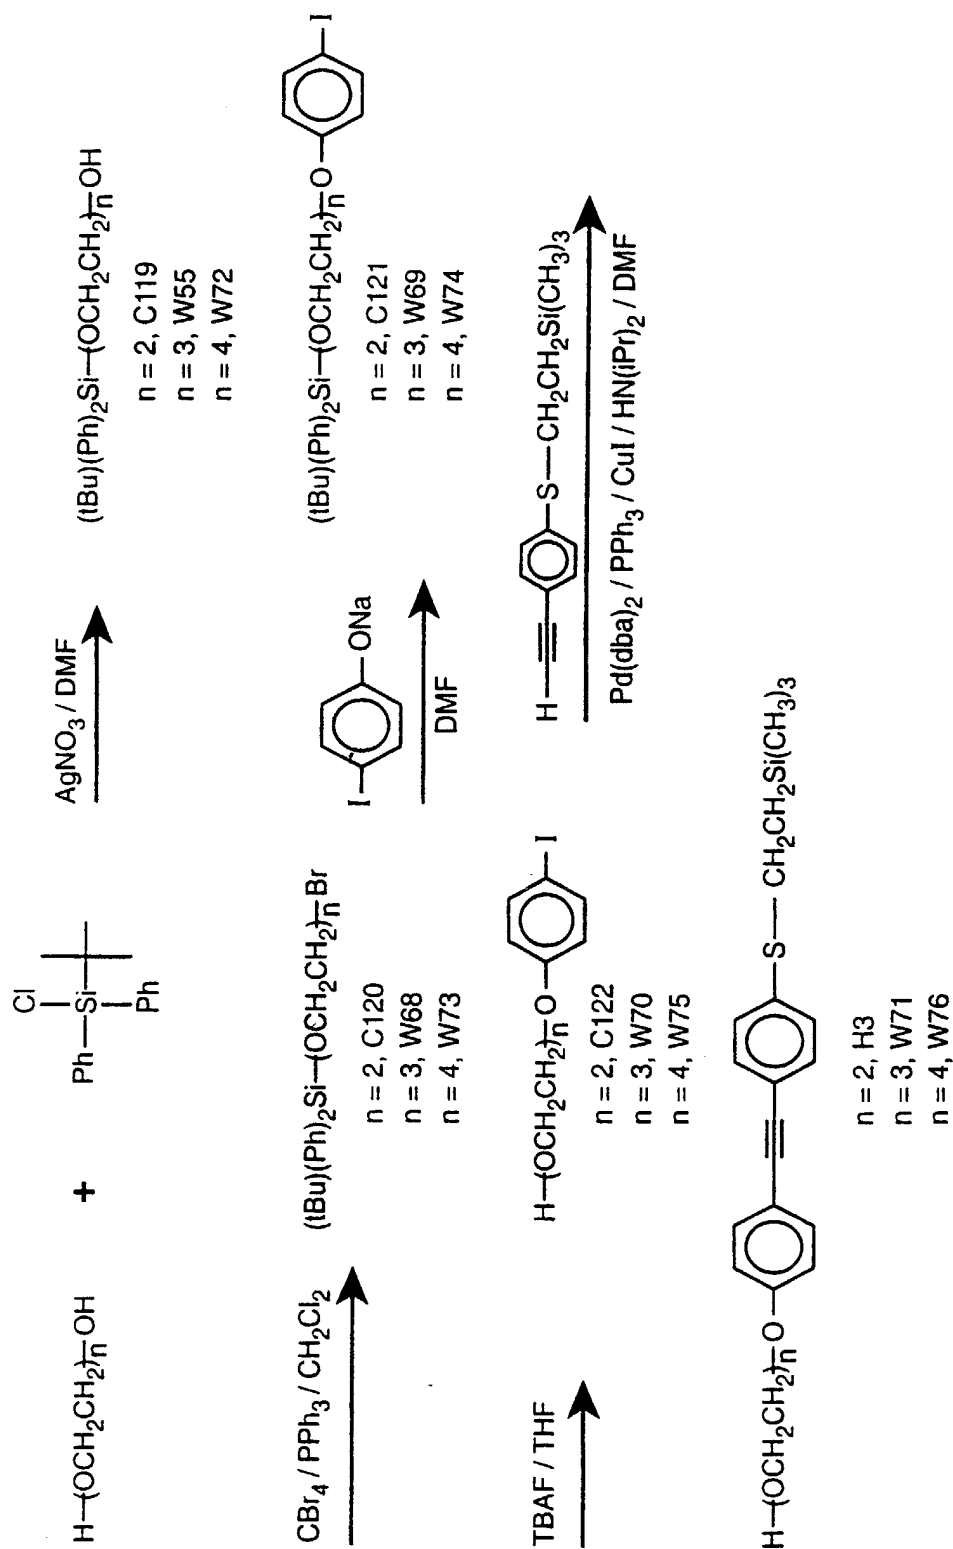 H–(OCH2CH2)n–OH + Ph–Si Cl Ph AgNO3 / DMF (tBu)(Ph)2Si–(OCH2CH2)n–OH
n = 2, C119
n = 3, W55
n = 4, W72
CBr4 / PPh3 / CH2Cl2 (tBu)(Ph)2Si–(OCH2CH2)n–Br I ONa DMF (tBu)(Ph)2Si–(OCH2CH2)n–O I
n = 2, C120
n = 3, W68
n = 4, W73
n = 2, C121
n = 3, W69
n = 4, W74
TBAF / THF H–(OCH2CH2)n–O I H≡ S–CH2CH2Si(CH3)3
Pd(dba)2 / PPh3 / CuI / HN(iPr)2 / DMF
n = 2, C122
n = 3, W70
n = 4, W75
H–(OCH2CH2)n–O S–CH2CH2Si(CH3)3
n = 2, H3
n = 3, W71
n = 4, W76